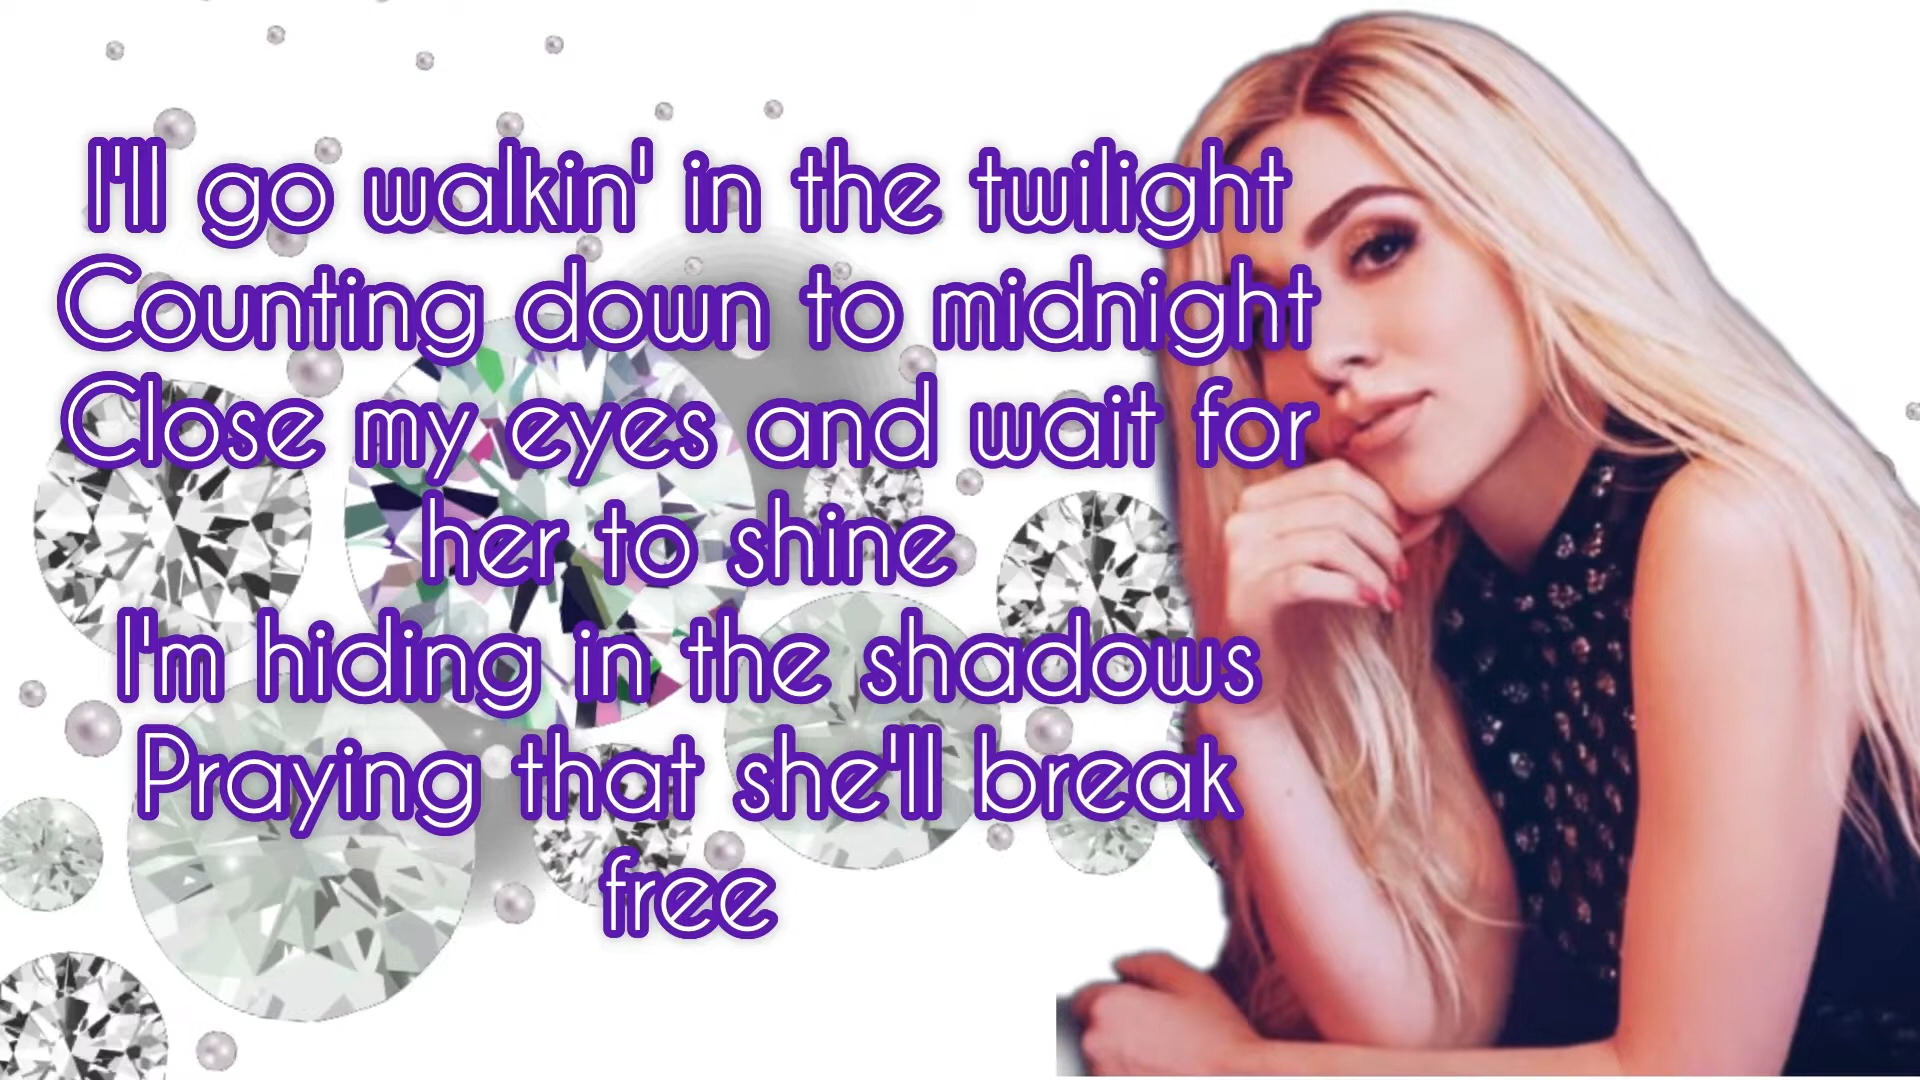 I'll go walkin' in the twilight
Counting down to midnight
Close my eyes and wait for
her to shine
I'm hiding in the shadows
Praying that she'll break
free